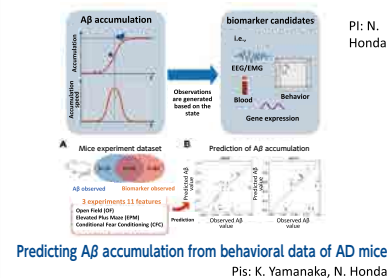 Aβ accumulation
biomarker candidates
PI: N.
Honda
i.e.,
EEG/EMG
Behavior
Blood
Gene expression
Accumulation
Accumulation
speed
Observations
are generated
based on the
state
A
Mice experiment dataset
B
Prediction of Aβ accumulation
Aβ observed
Biomarker observed
3 experiments 11 features
Open Field (OF)
Elevated Plus Maze (EPM)
Conditional Fear Conditioning (CFC)
Prediction
Predicted Aβ
value
Observed Aβ
value
Predicted Aβ
value
Observed Aβ
value
Predicting Aβ accumulation from behavioral data of AD mice
Pis: K. Yamanaka, N. Honda